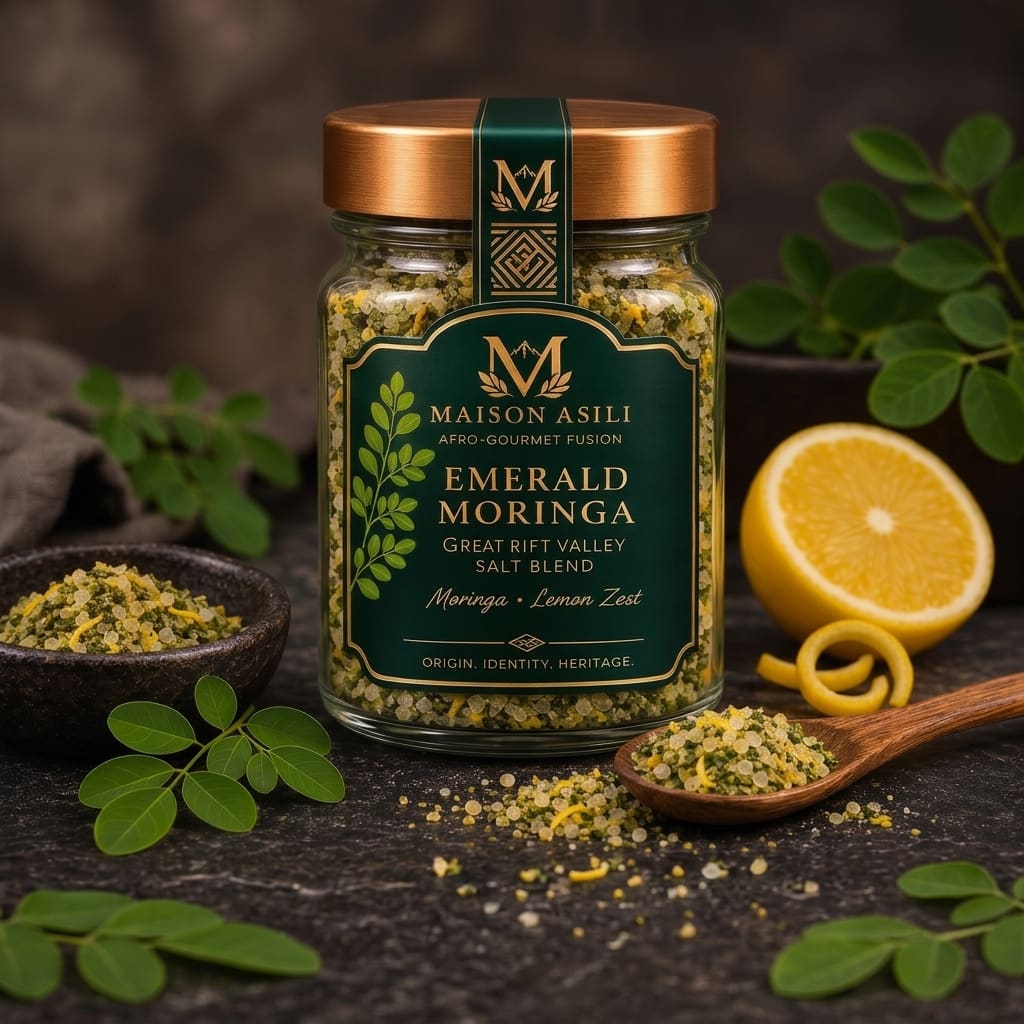 M
M
MAISON ASILI
AFRO-GOURMET FUSION
EMERALD
MORINGA
GREAT RIFT VALLEY
SALT BLEND
Moringa • Lemon Zest
ORIGIN. IDENTITY. HERITAGE.